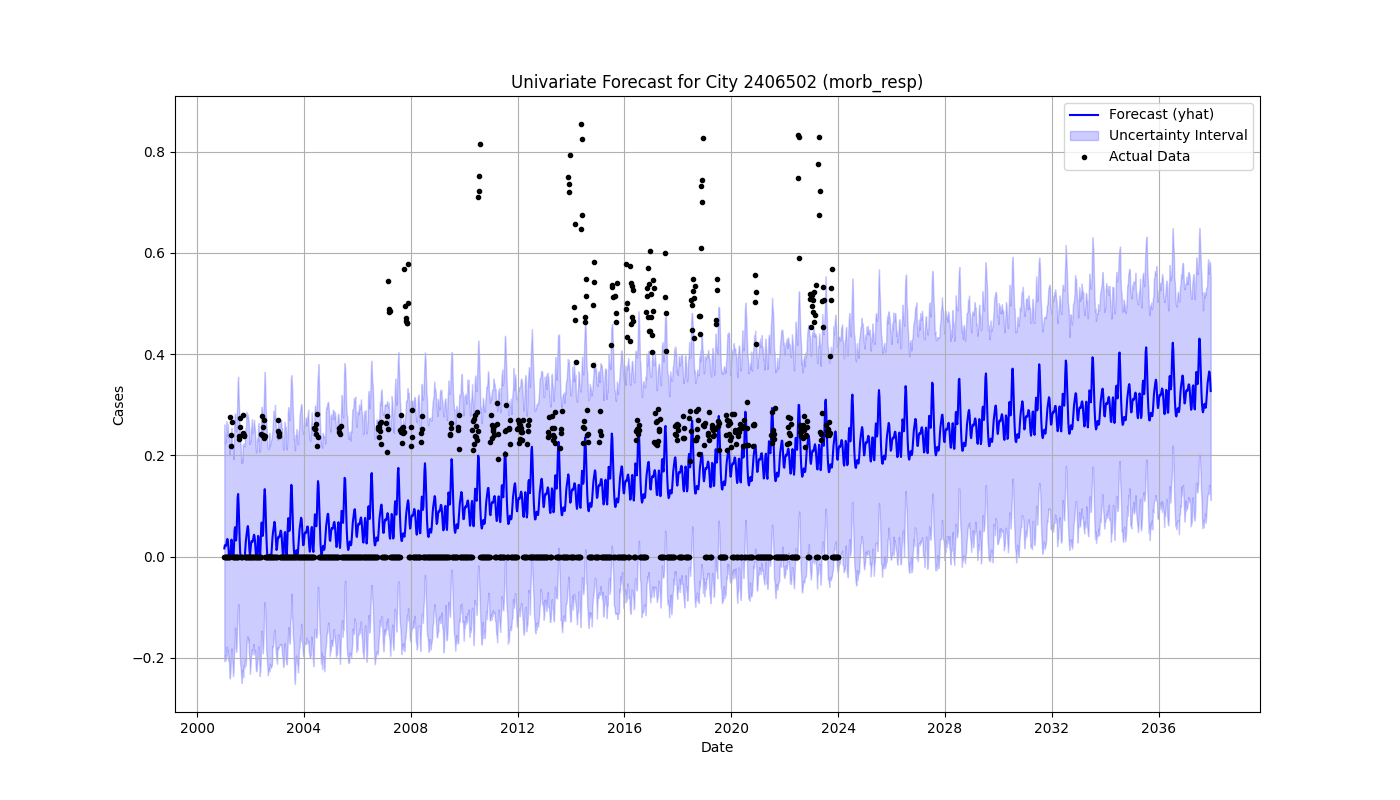 Univariate Forecast for City 2406502 (morb_resp)
Forecast (yhat)
Uncertainty Interval
Actual Data
Cases
0.8
0.6
0.4
0.2
0.0
−0.2
2000 2004 2008 2012 2016 2020 2024 2028 2032 2036
Date